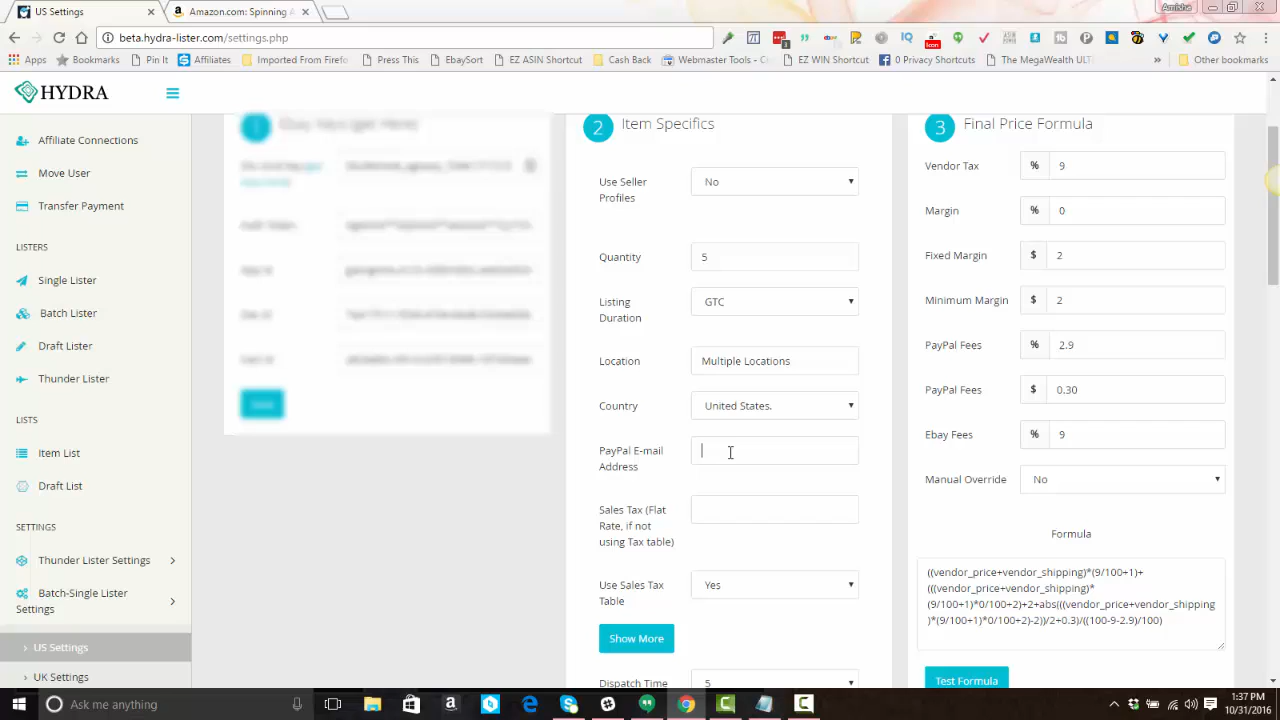 US Settings
Amazon.com: Spinning A
Amishe
beta.hydra-lister.com/settings.php
Apps
Bookmarks
Pin It
Affiliates
Imported From Firefo
Press This
EbaySort
EZ ASIN Shortcut
Cash Back
Webmaster Tools - C
EZ WIN Shortcut
0 Privacy Shortcuts
The MegaWealth ULTI
»
Other bookmarks
HYDRA
Affiliate Connections
Move User
Transfer Payment
LISTERS
Single Lister
Batch Lister
Draft Lister
Thunder Lister
LISTS
Item List
Draft List
SETTINGS
Thunder Lister Settings
Batch-Single Lister
Settings
US Settings
UK Settings
1 Ebay Keys (get Here)
2 Item Specifics
Use Seller
Profiles
No
Quantity
5
Listing
Duration
GTC
Location
Multiple Locations
Country
United States.
PayPal E-mail
Address
Sales Tax (Flat
Rate, if not
using Tax table)
Use Sales Tax
Table
Yes
Show More
Dispatch Time
5
3 Final Price Formula
Vendor Tax % 9
Margin % 0
Fixed Margin $ 2
Minimum Margin $ 2
PayPal Fees % 2.9
PayPal Fees $ 0.30
Ebay Fees % 9
Manual Override No
Formula
((vendor_price+vendor_shipping)*(9/100+1)+
(((vendor_price+vendor_shipping)*
(9/100+1)*0/100+2)+2+abs(((vendor_price+vendor_shipping
)*(9/100+1)*0/100+2)-2))/2+0.3)/((100-9-2.9)/100)
Test Formula
Ask me anything
1:37 PM
10/31/2016